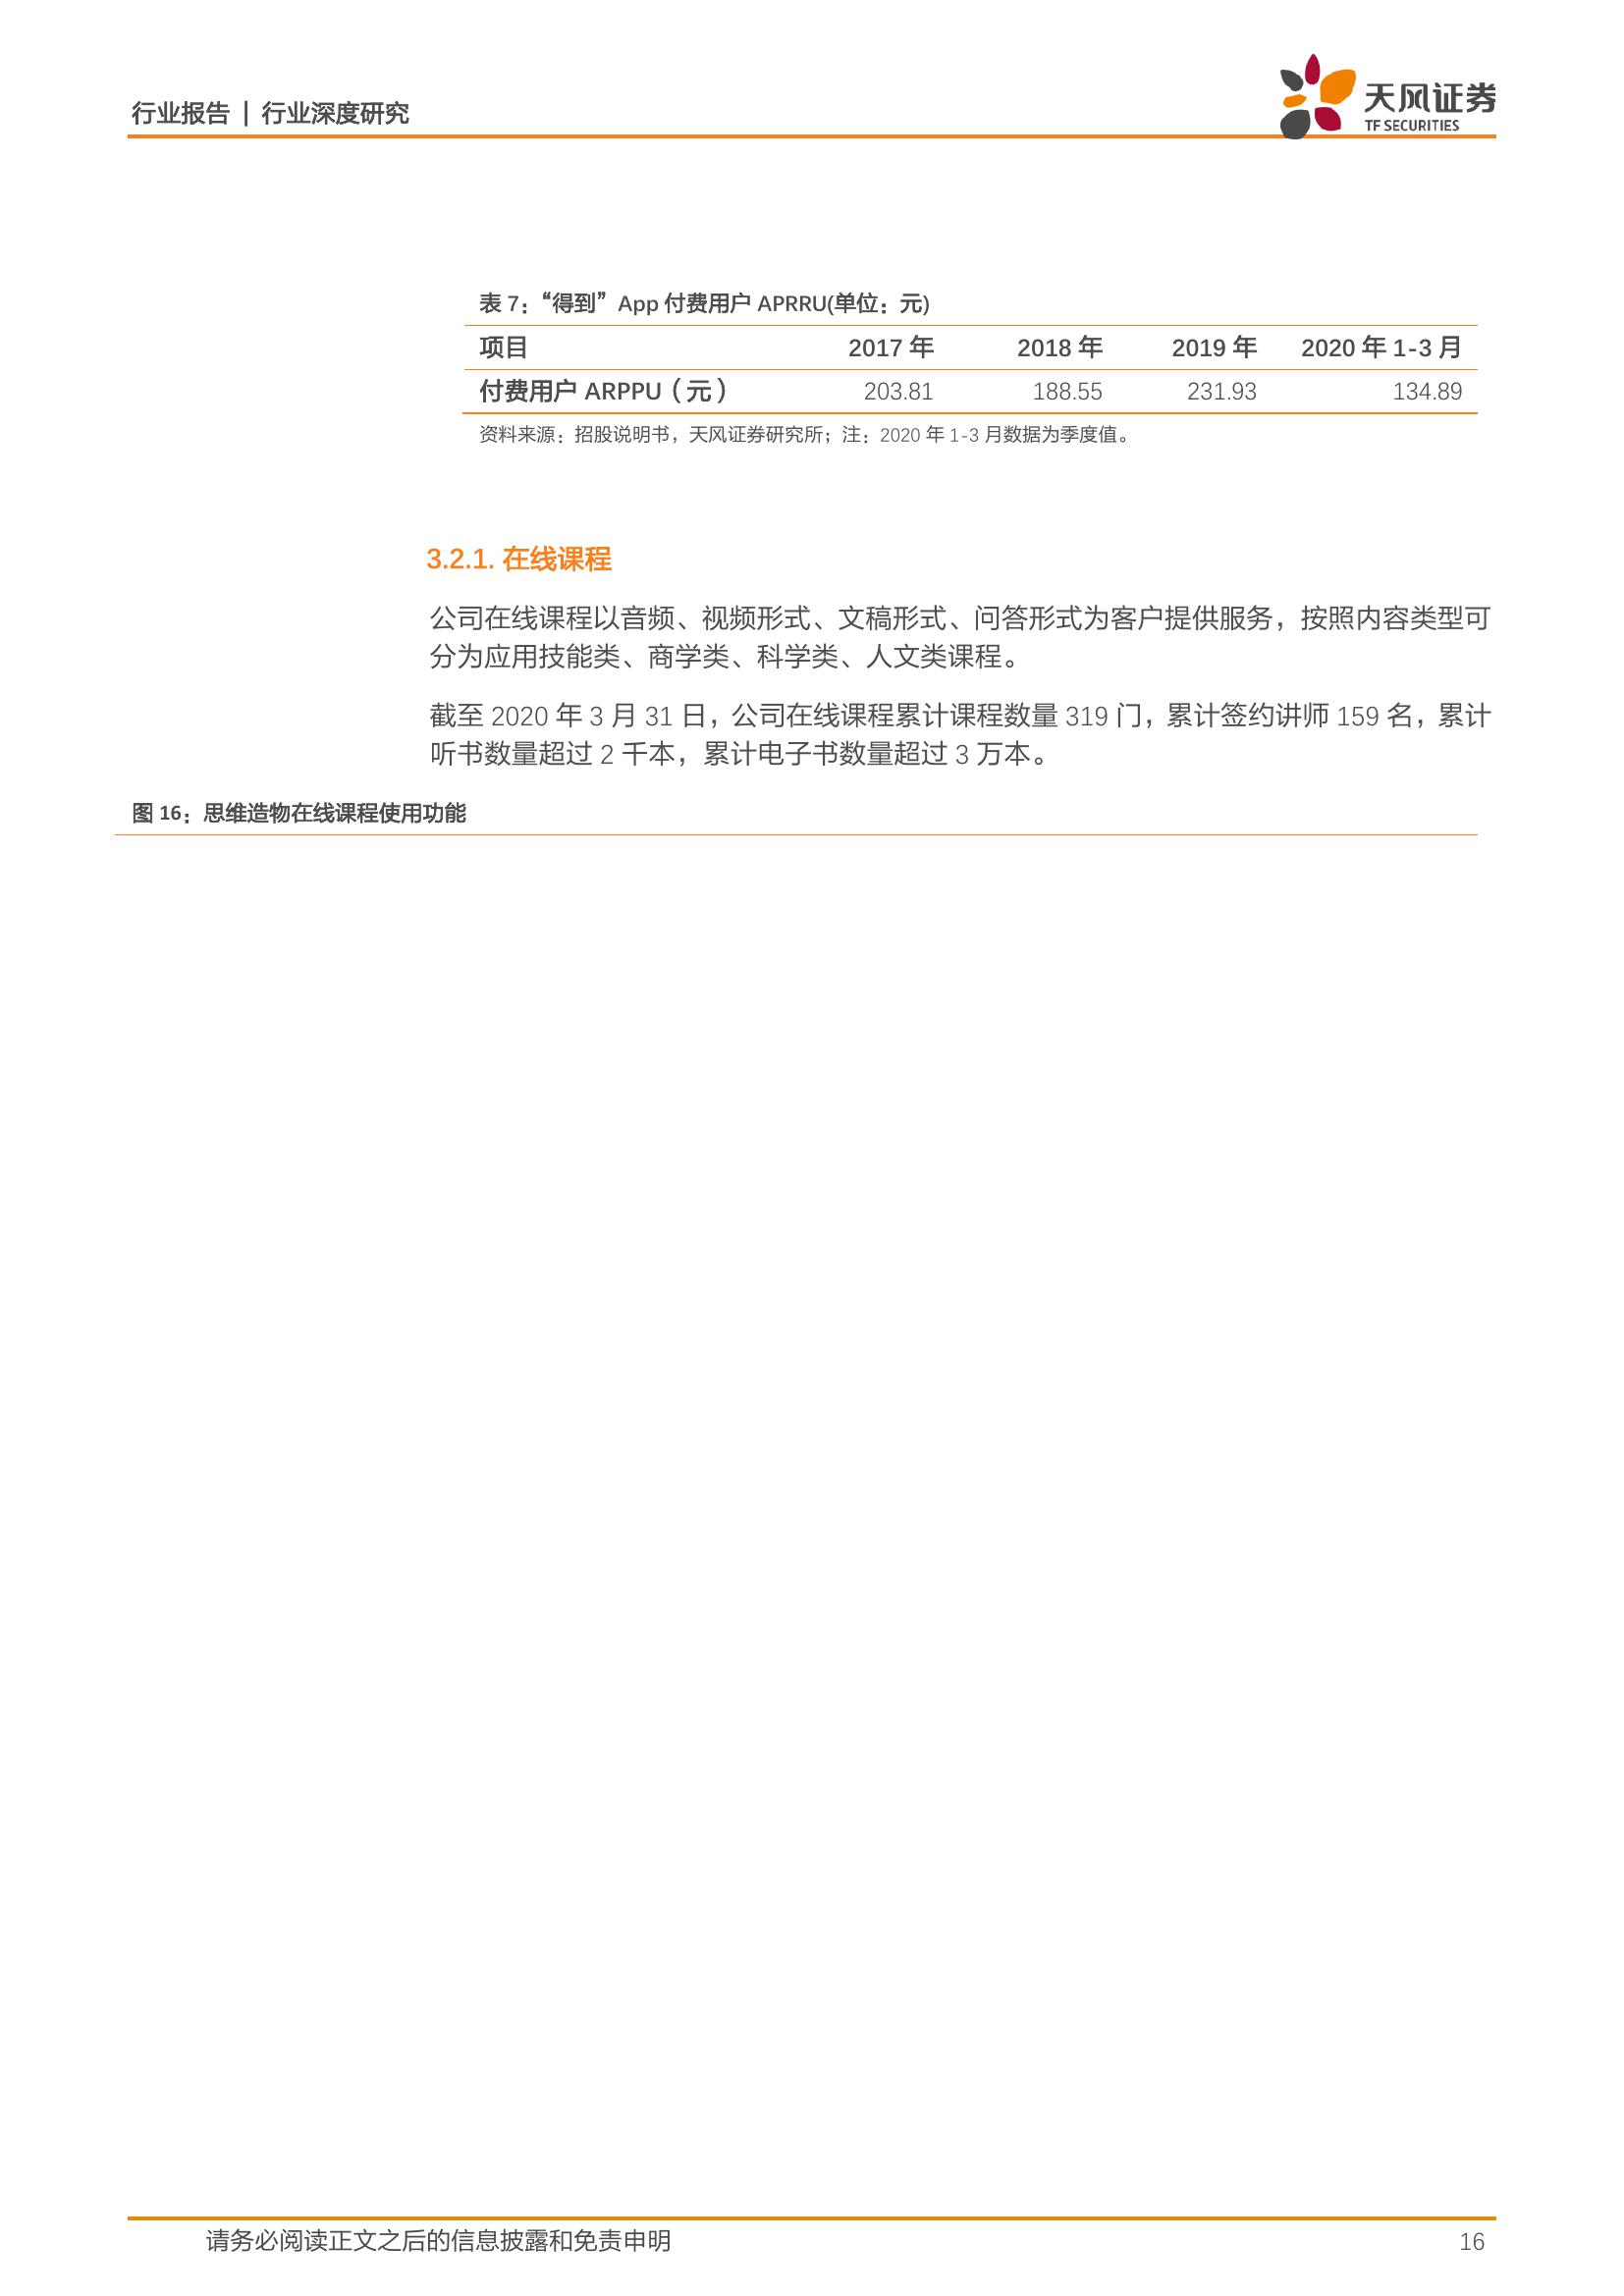 行业报告 | 行业深度研究
天风证券
TF SECURITIES
表 7：“得到”App 付费用户 APRRU(单位：元)
项目 2017 年 2018 年 2019 年 2020 年 1-3 月
付费用户 ARPPU（元） 203.81 188.55 231.93 134.89
资料来源：招股说明书，天风证券研究所；注：2020 年 1-3 月数据为季度值。
3.2.1. 在线课程
公司在线课程以音频、视频形式、文稿形式、问答形式为客户提供服务，按照内容类型可
分为应用技能类、商学类、科学类、人文类课程。
截至 2020 年 3 月 31 日，公司在线课程累计课程数量 319 门，累计签约讲师 159 名，累计
听书数量超过 2 千本，累计电子书数量超过 3 万本。
图 16：思维造物在线课程使用功能
请务必阅读正文之后的信息披露和免责申明 16